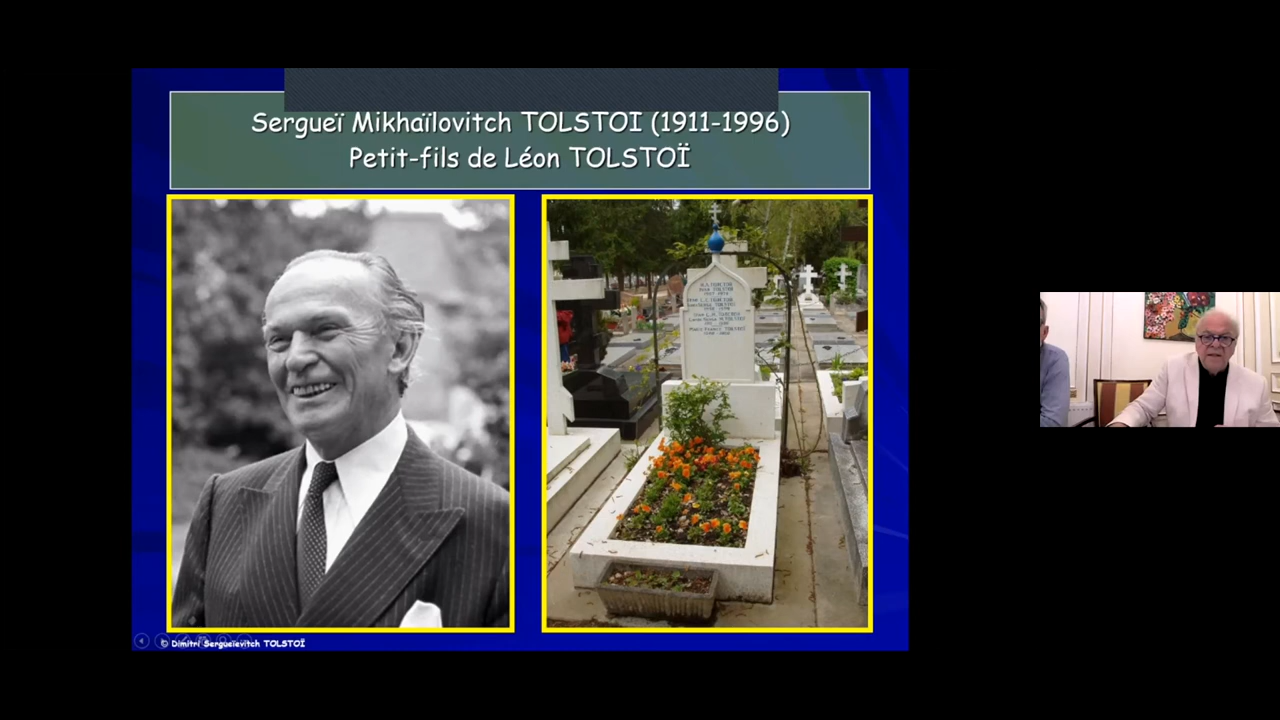 Sergueï Mikhaïlovitch TOLSTOI (1911-1996)
Petit-fils de Léon TOLSTOÏ
© Dimitri Sergueïevitch TOLSTOÏ